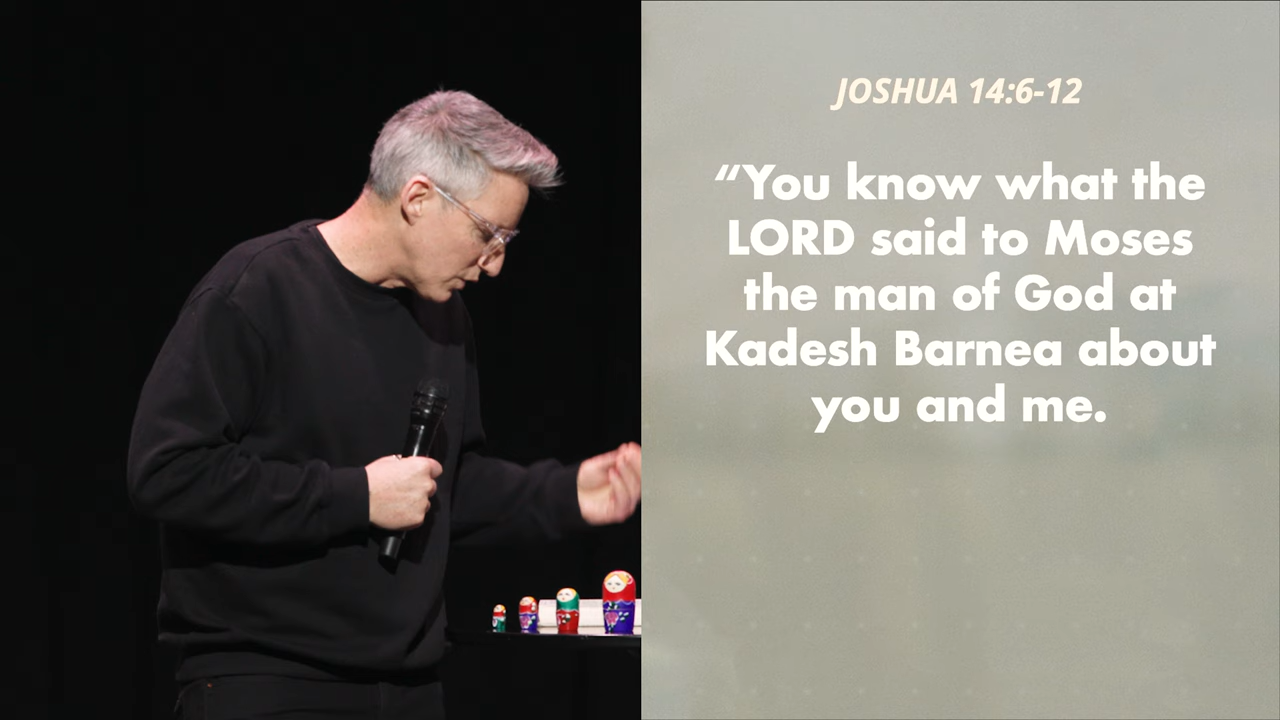 JOSHUA 14:6-12
“You know what the
LORD said to Moses
the man of God at
Kadesh Barnea about
you and me.